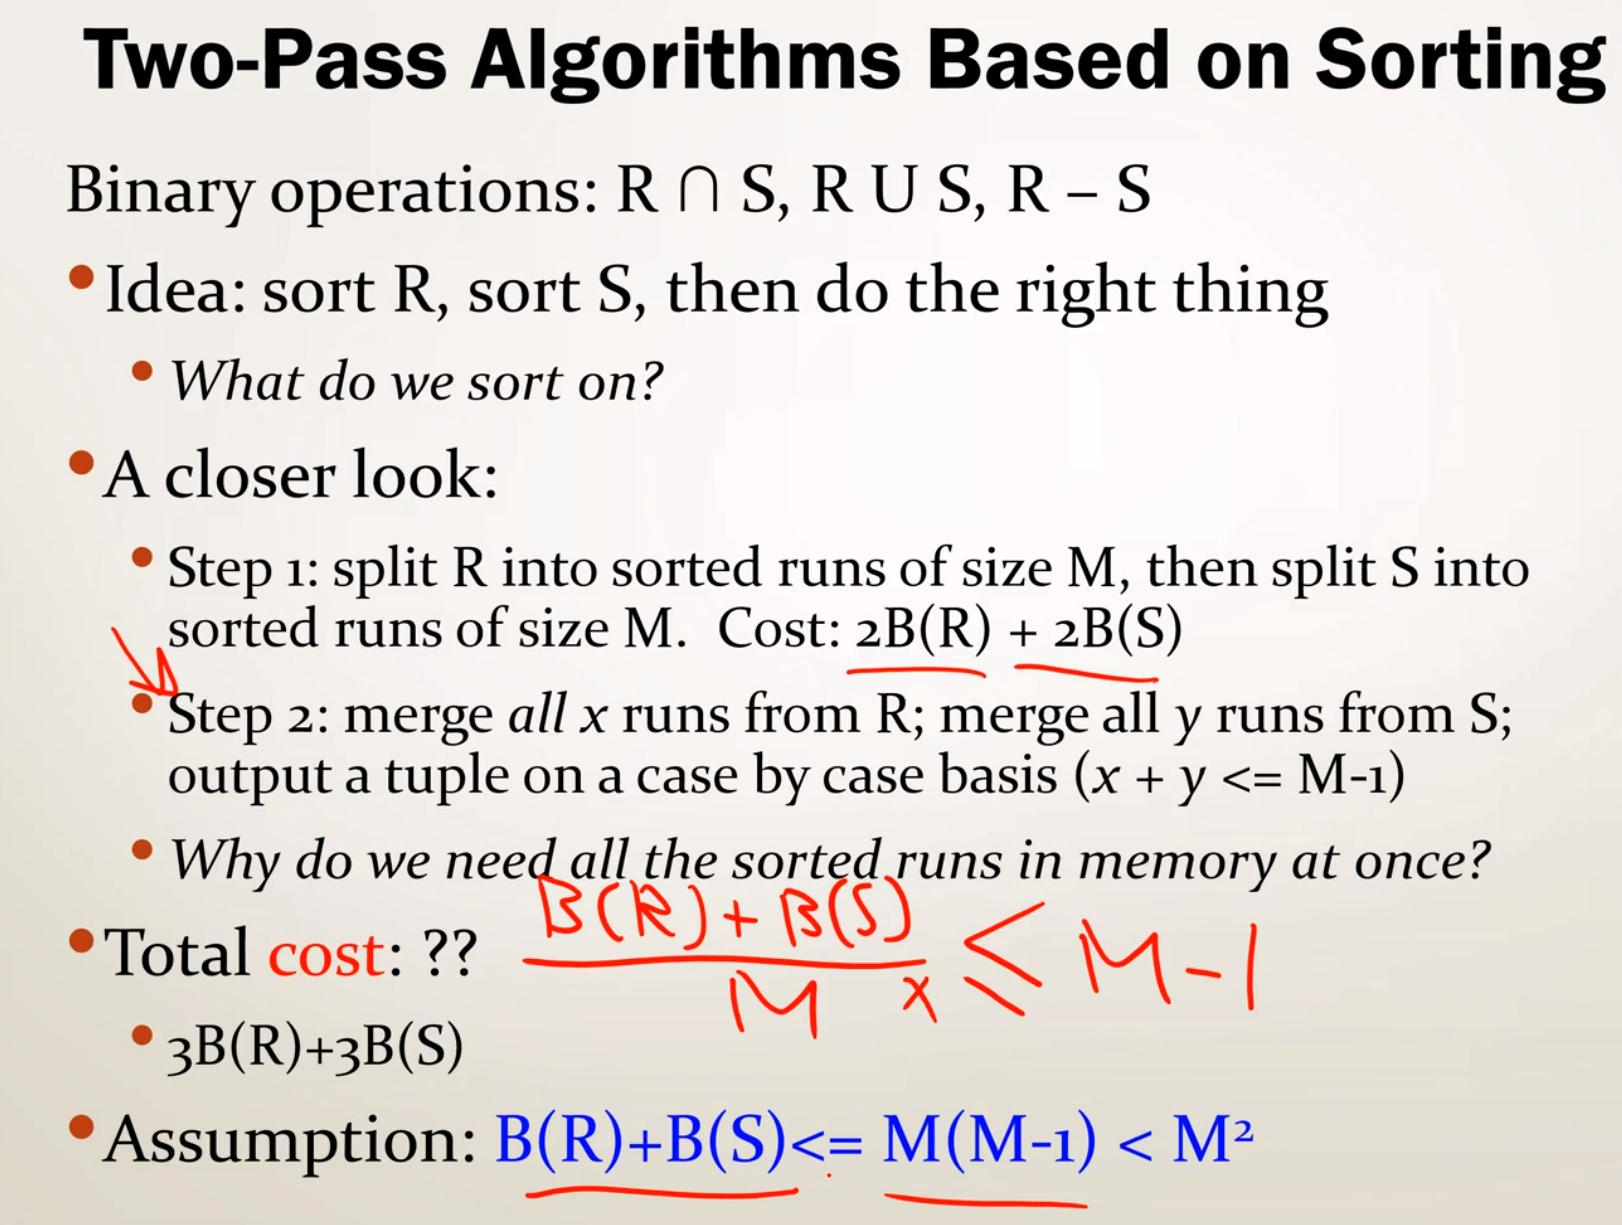 Two-Pass Algorithms Based on Sorting
Binary operations: R ∩ S, R U S, R – S
• Idea: sort R, sort S, then do the right thing
• What do we sort on?
• A closer look:
• Step 1: split R into sorted runs of size M, then split S into
sorted runs of size M.  Cost: 2B(R) + 2B(S)
• Step 2: merge all x runs from R; merge all y runs from S;
output a tuple on a case by case basis (x + y <= M-1)
• Why do we need all the sorted runs in memory at once?
B(R) + B(S)
• Total cost: ??
≤ M - 1
M x
• 3B(R)+3B(S)
• Assumption: B(R)+B(S)<= M(M-1) < M²